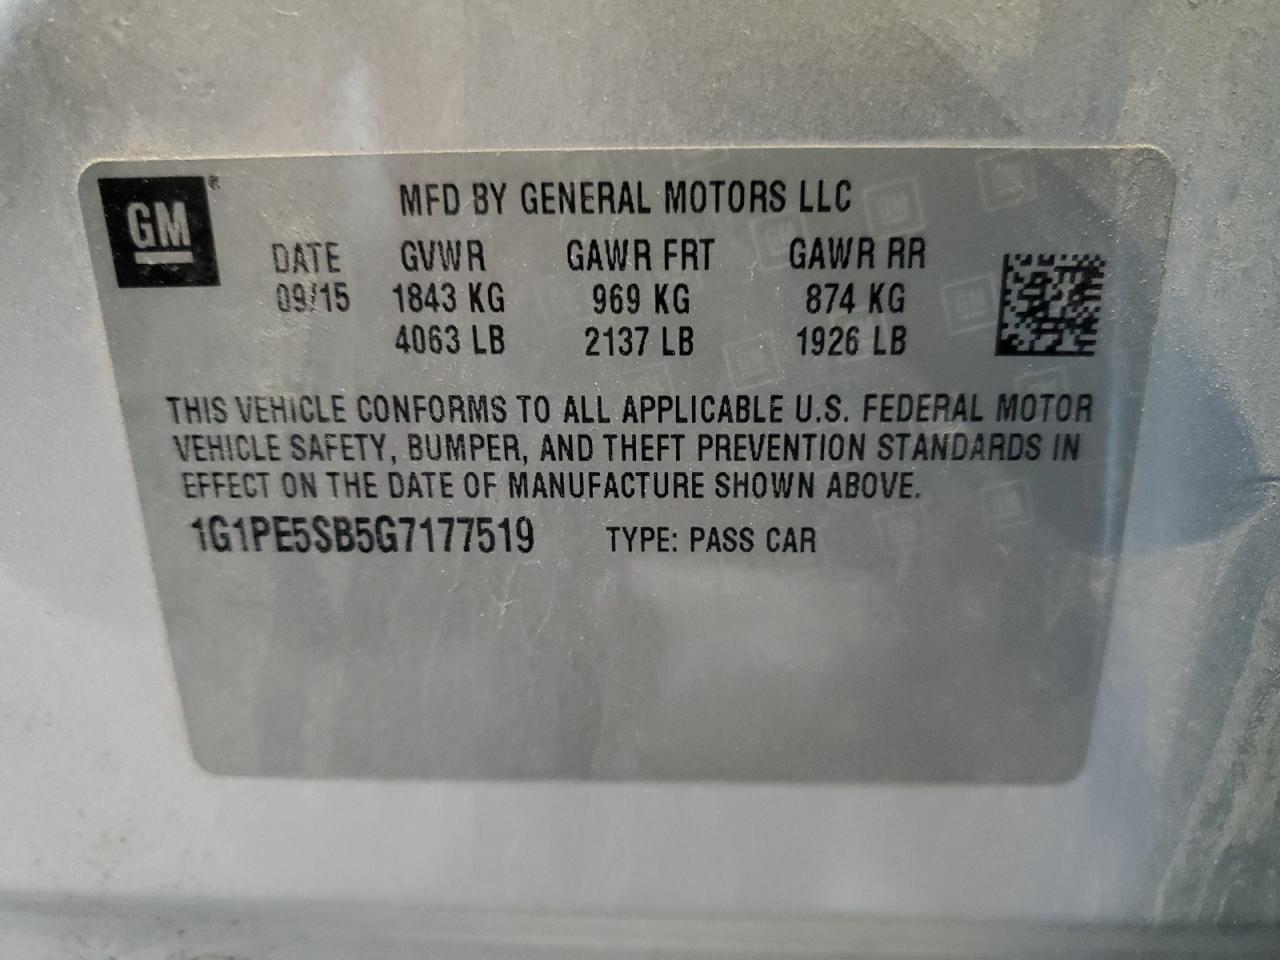 GM ®
MFD BY GENERAL MOTORS LLC
DATE GVWR GAWR FRT GAWR RR
09/15 1843 KG 969 KG 874 KG
4063 LB 2137 LB 1926 LB
THIS VEHICLE CONFORMS TO ALL APPLICABLE U.S. FEDERAL MOTOR
VEHICLE SAFETY, BUMPER, AND THEFT PREVENTION STANDARDS IN
EFFECT ON THE DATE OF MANUFACTURE SHOWN ABOVE.
1G1PE5SB5G7177519 TYPE: PASS CAR